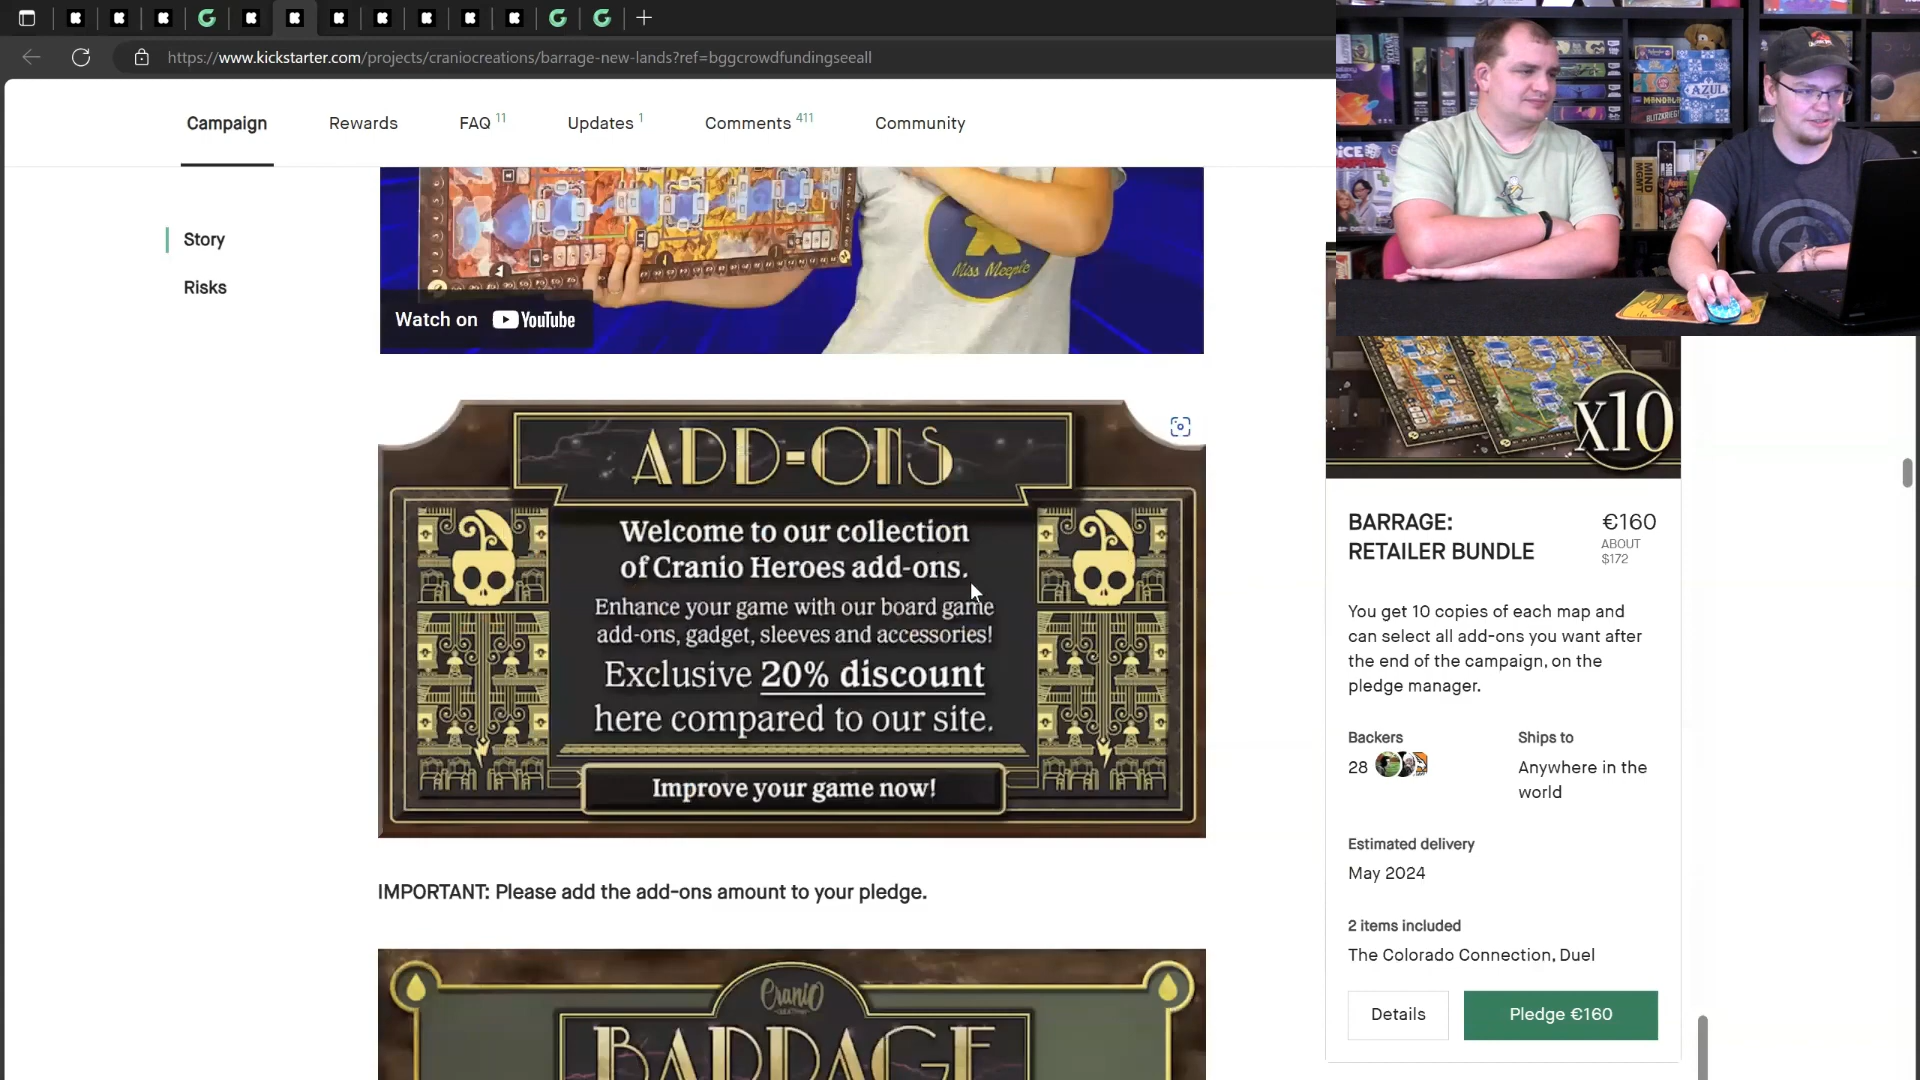 https://www.kickstarter.com/projects/craniocreations/barrage-new-lands?ref=bggcrowdfundingseeall
Campaign
Rewards
FAQ 11
Updates 1
Comments 411
Community
Story
Risks
Miss Meeple
Watch on YouTube
AZUL
MIND MGMT
BLITZKRIEG!
x10
ADD-ONS
Welcome to our collection
of Cranio Heroes add-ons.
Enhance your game with our board game
add-ons, gadget, sleeves and accessories!
Exclusive 20% discount
here compared to our site.
Improve your game now!
IMPORTANT: Please add the add-ons amount to your pledge.
Cranio
BARRAGE
BARRAGE:
RETAILER BUNDLE
€160
ABOUT
$172
You get 10 copies of each map and
can select all add-ons you want after
the end of the campaign, on the
pledge manager.
Backers
28
Ships to
Anywhere in the
world
Estimated delivery
May 2024
2 items included
The Colorado Connection, Duel
Details
Pledge €160